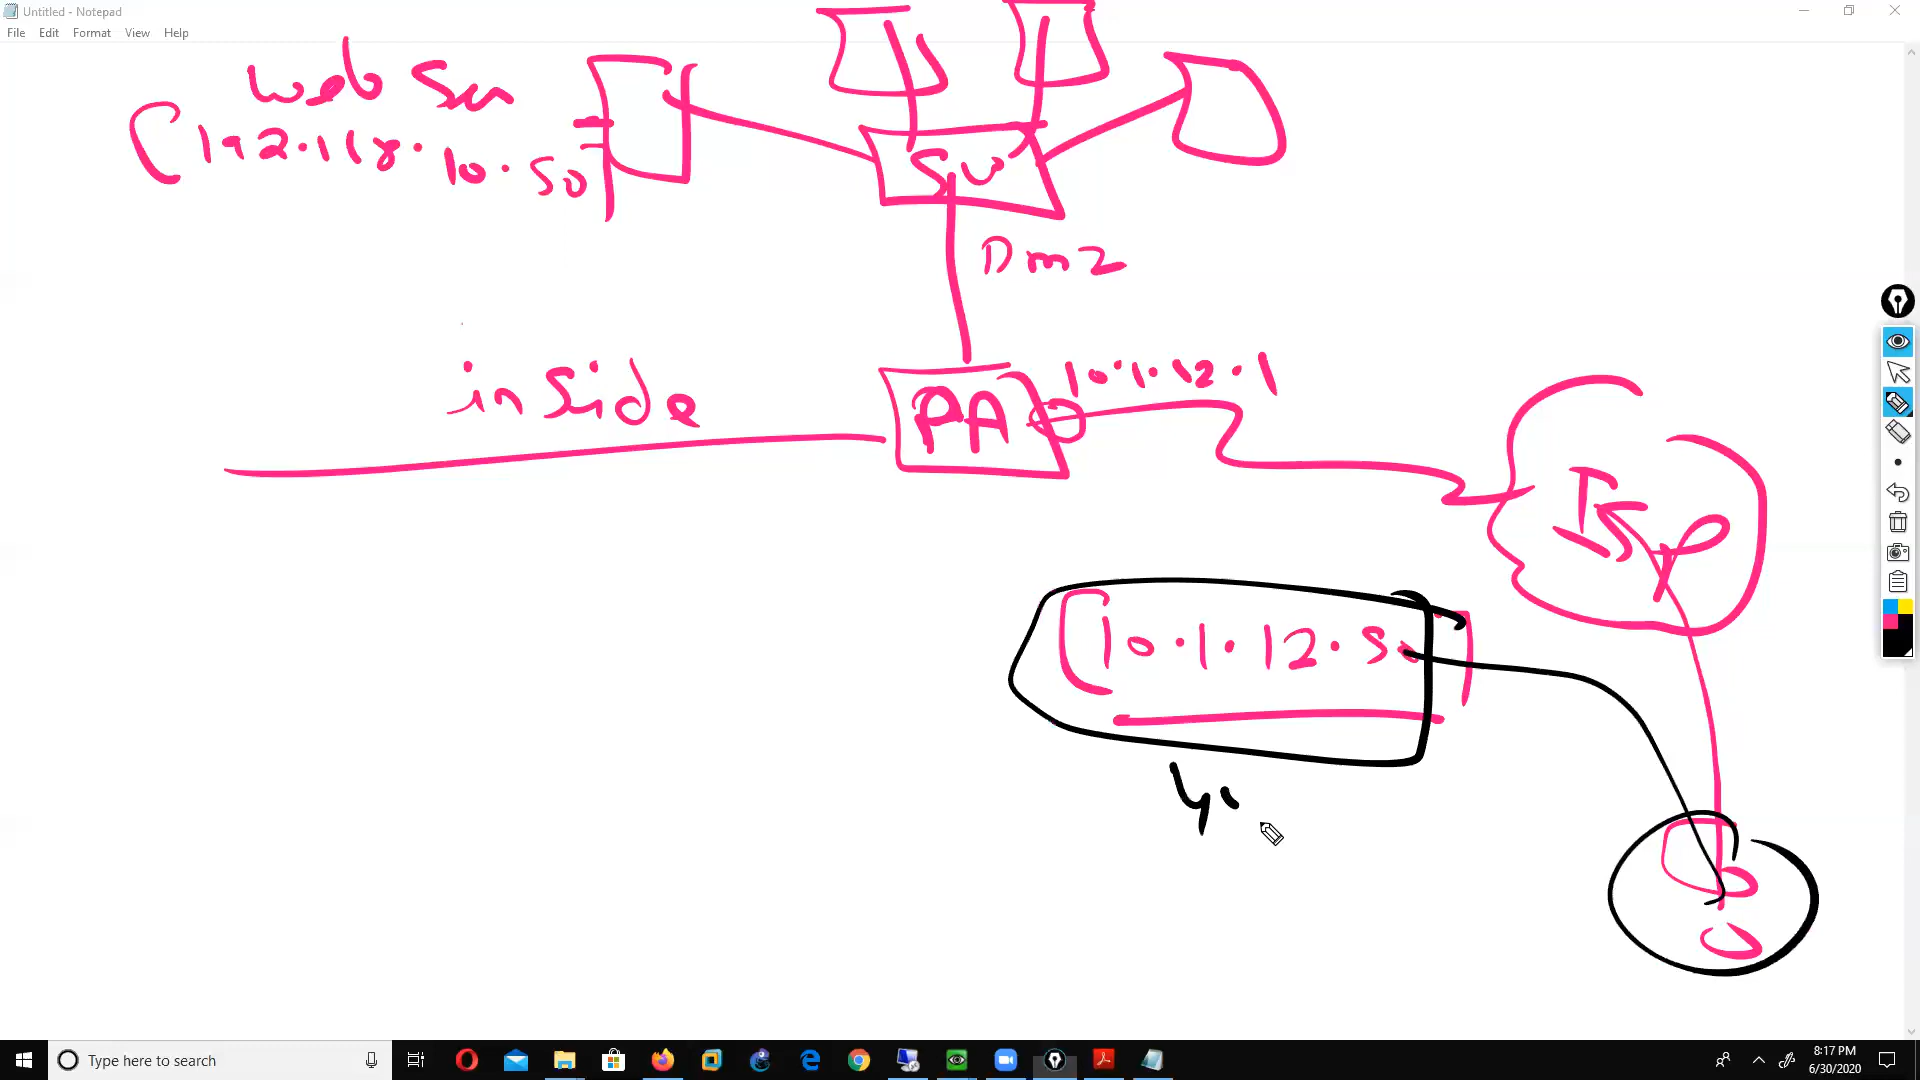 Untitled - Notepad
File Edit Format View Help
web Ser
192.168.10.50
SW
Dmz
inside
PA
10.1.12.1
ISP
10.1.12.50
Type here to search
8:17 PM
6/30/2020